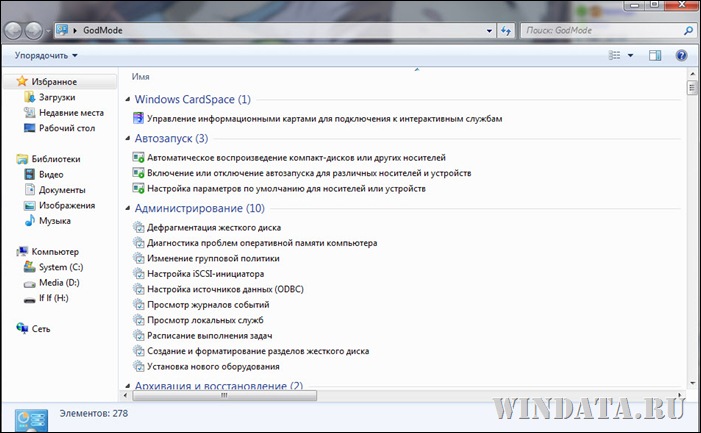 GodMode
Поиск: GodMode
Упорядочить
Имя
Избранное
Загрузки
Недавние места
Рабочий стол
Библиотеки
Видео
Документы
Изображения
Музыка
Компьютер
System (C:)
Media (D:)
If If (H:)
Сеть
Windows CardSpace (1)
Управление информационными картами для подключения к интерактивным службам
Автозапуск (3)
Автоматическое воспроизведение компакт-дисков или других носителей
Включение или отключение автозапуска для различных носителей и устройств
Настройка параметров по умолчанию для носителей или устройств
Администрирование (10)
Дефрагментация жесткого диска
Диагностика проблем оперативной памяти компьютера
Изменение групповой политики
Настройка iSCSI-инициатора
Настройка источников данных (ODBC)
Просмотр журналов событий
Просмотр локальных служб
Расписание выполнения задач
Создание и форматирование разделов жесткого диска
Установка нового оборудования
Архивация и восстановление (2)
Элементов: 278
WINDATA.RU